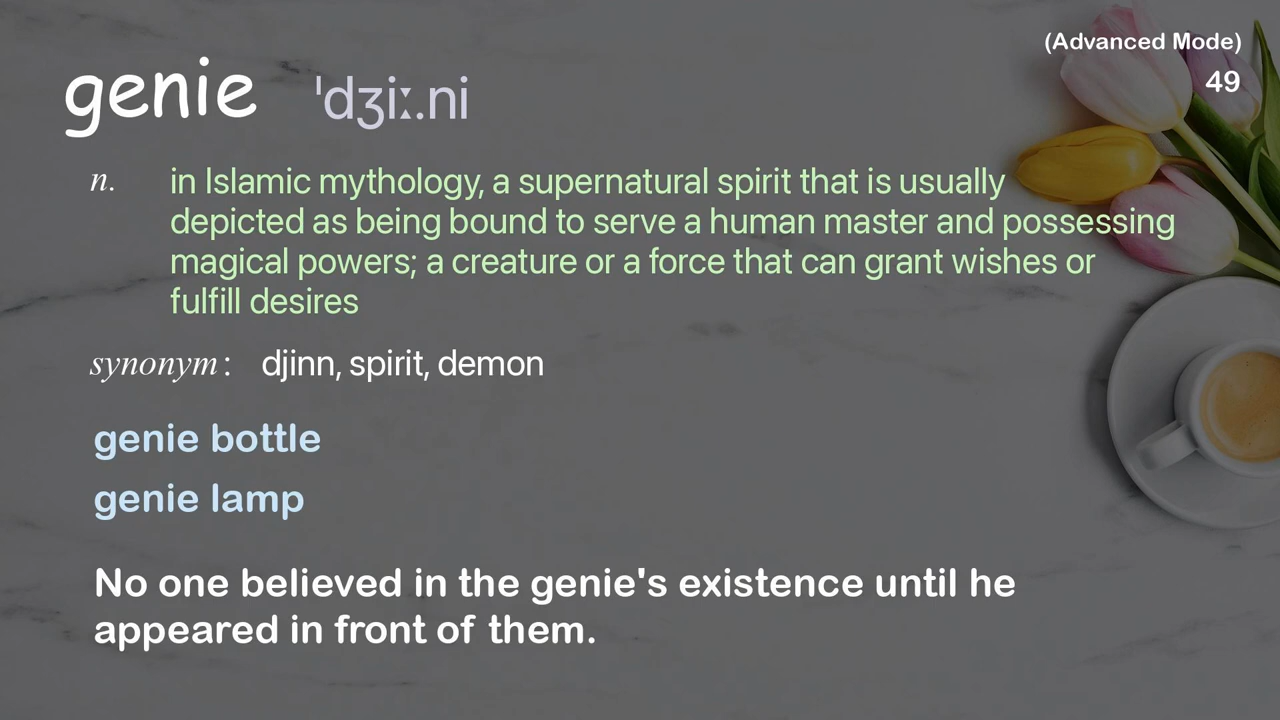 (Advanced Mode)
49
genie ˈdʒiː.ni
n. in Islamic mythology, a supernatural spirit that is usually
depicted as being bound to serve a human master and possessing
magical powers; a creature or a force that can grant wishes or
fulfill desires
synonym: djinn, spirit, demon
genie bottle
genie lamp
No one believed in the genie's existence until he
appeared in front of them.